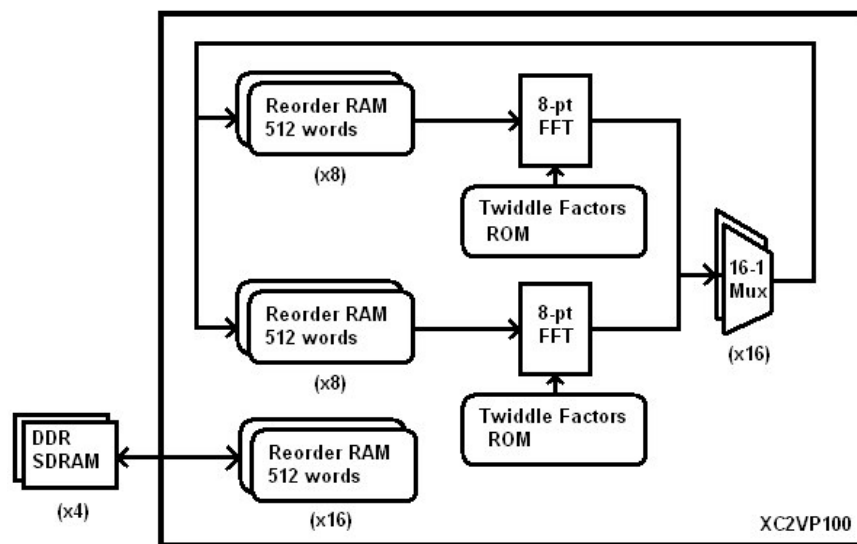 Reorder RAM
512 words
(x8)
8-pt
FFT
Twiddle Factors
ROM
16-1
Mux
(x16)
Reorder RAM
512 words
(x8)
8-pt
FFT
Twiddle Factors
ROM
DDR
SDRAM
(x4)
Reorder RAM
512 words
(x16)
XC2VP100